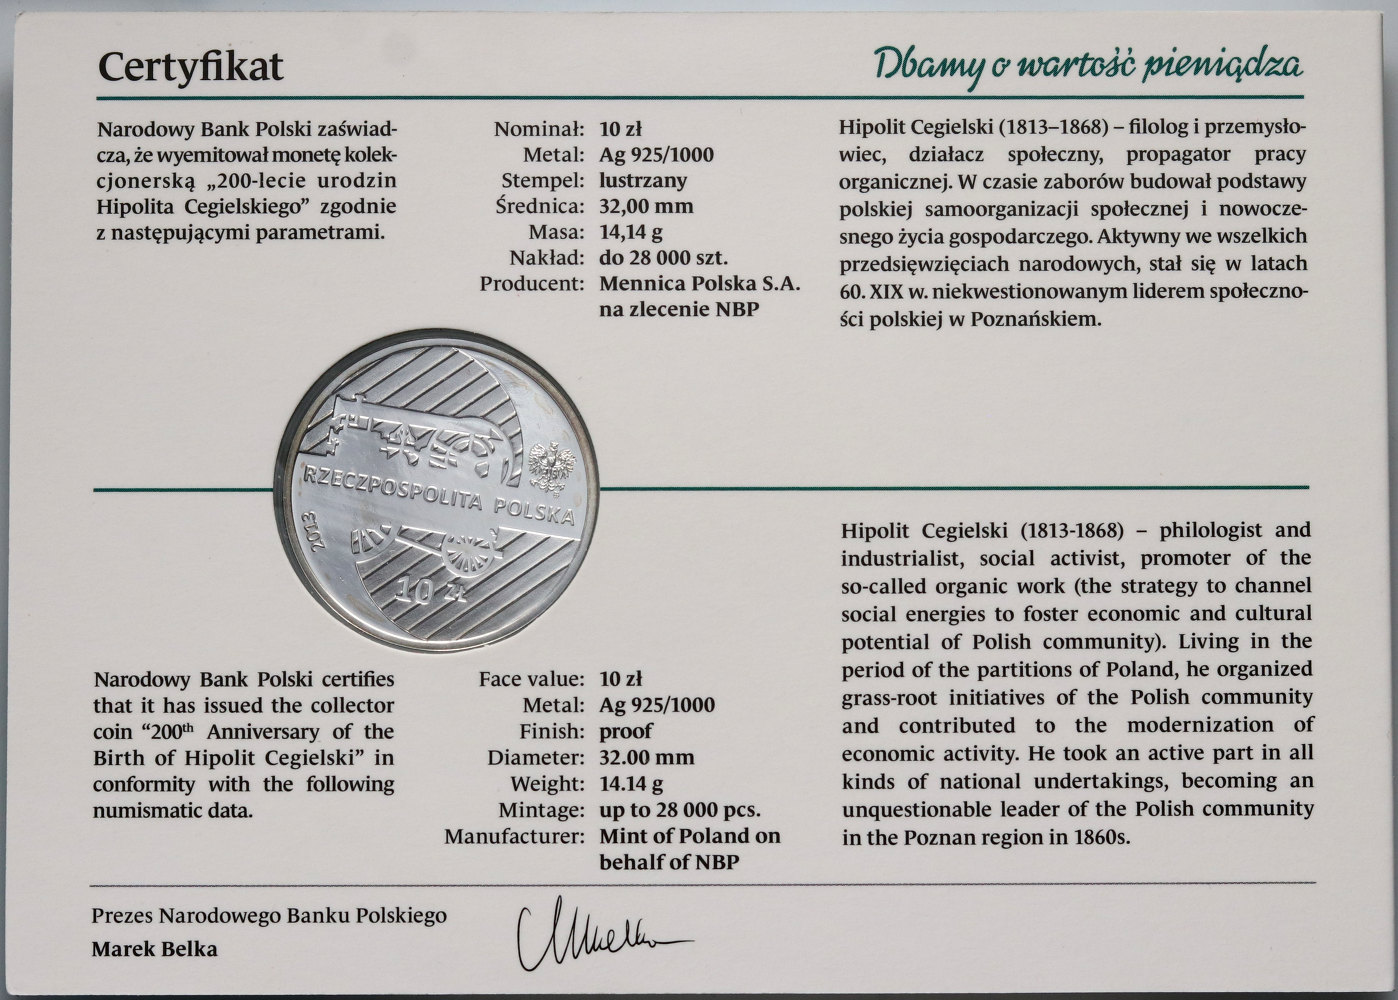 Certyfikat
Dbamy o wartość pieniądza
Narodowy Bank Polski zaświad-
cza, że wyemitował monetę kolek-
cjonerską „200-lecie urodzin
Hipolita Cegielskiego” zgodnie
z następującymi parametrami.
Nominał: 10 zł
Metal: Ag 925/1000
Stempel: lustrzany
Średnica: 32,00 mm
Masa: 14,14 g
Nakład: do 28 000 szt.
Producent: Mennica Polska S.A.
na zlecenie NBP
Hipolit Cegielski (1813–1868) – filolog i przemysło-
wiec, działacz społeczny, propagator pracy
organicznej. W czasie zaborów budował podstawy
polskiej samoorganizacji społecznej i nowocze-
snego życia gospodarczego. Aktywny we wszelkich
przedsięwzięciach narodowych, stał się w latach
60. XIX w. niekwestionowanym liderem społeczno-
ści polskiej w Poznańskiem.
RZECZPOSPOLITA POLSKA
2013
10 zł
Narodowy Bank Polski certifies
that it has issued the collector
coin “200th Anniversary of the
Birth of Hipolit Cegielski” in
conformity with the following
numismatic data.
Face value: 10 zł
Metal: Ag 925/1000
Finish: proof
Diameter: 32.00 mm
Weight: 14.14 g
Mintage: up to 28 000 pcs.
Manufacturer: Mint of Poland on
behalf of NBP
Hipolit Cegielski (1813-1868) – philologist and
industrialist, social activist, promoter of the
so-called organic work (the strategy to channel
social energies to foster economic and cultural
potential of Polish community). Living in the
period of the partitions of Poland, he organized
grass-root initiatives of the Polish community
and contributed to the modernization of
economic activity. He took an active part in all
kinds of national undertakings, becoming an
unquestionable leader of the Polish community
in the Poznan region in 1860s.
Prezes Narodowego Banku Polskiego
Marek Belka